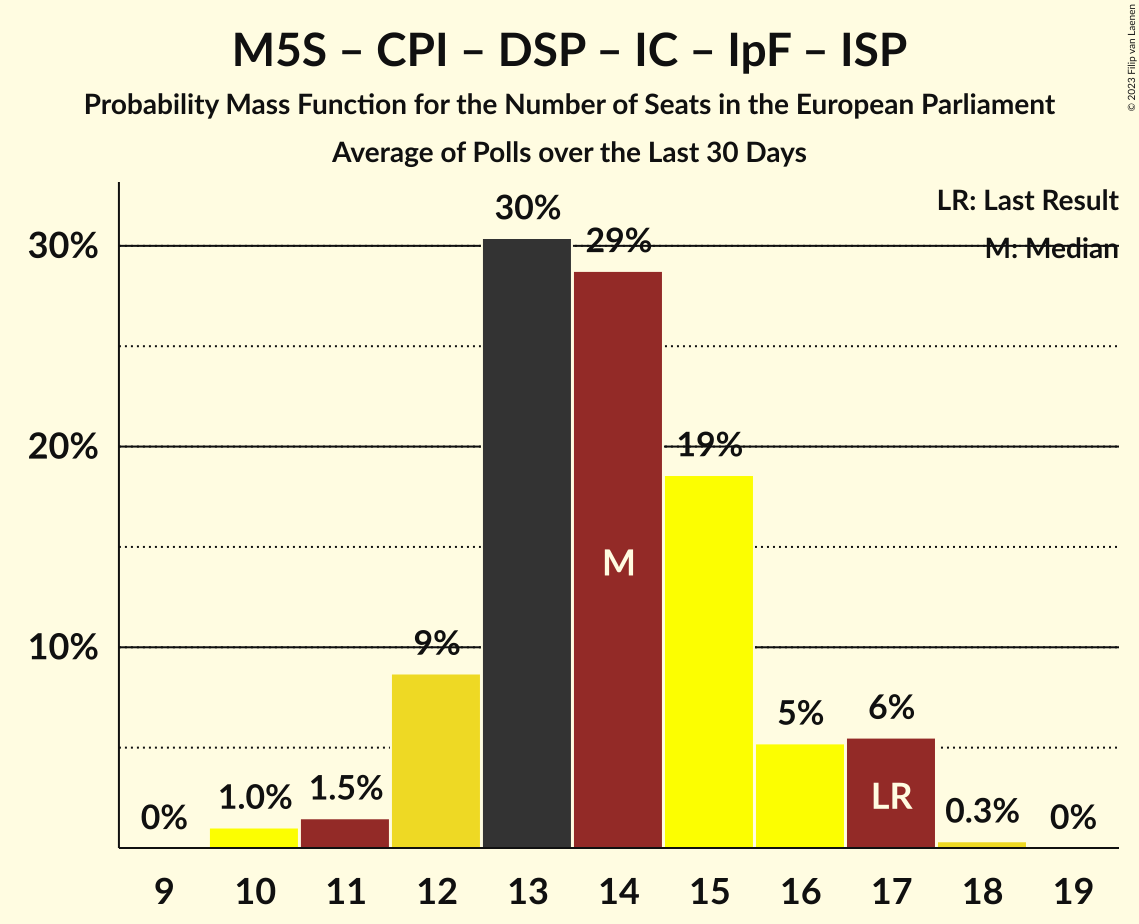 M5S – CPI – DSP – IC – IpF – ISP
Probability Mass Function for the Number of Seats in the European Parliament
Average of Polls over the Last 30 Days
© 2023 Filip van Laenen
LR: Last Result
M: Median
30%
20%
10%
0%
1.0%
1.5%
9%
30%
29%
19%
5%
6%
0.3%
0%
M
LR
9 10 11 12 13 14 15 16 17 18 19